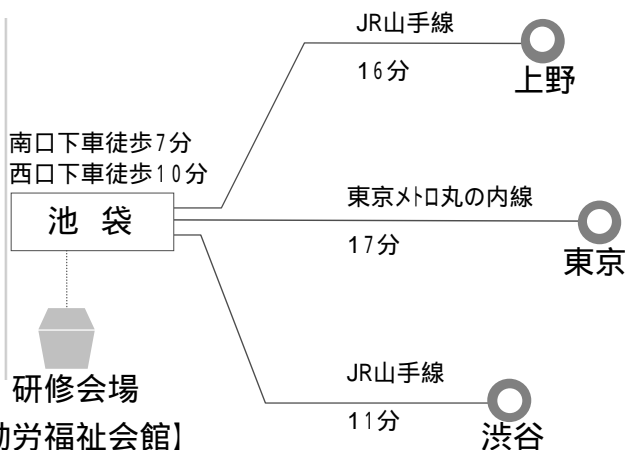 JR山手線
16分
上野
南口下車徒歩7分
西口下車徒歩10分
池 袋
東京メトロ丸の内線
17分
東京
研修会場
労福祉会館】
JR山手線
11分
渋谷